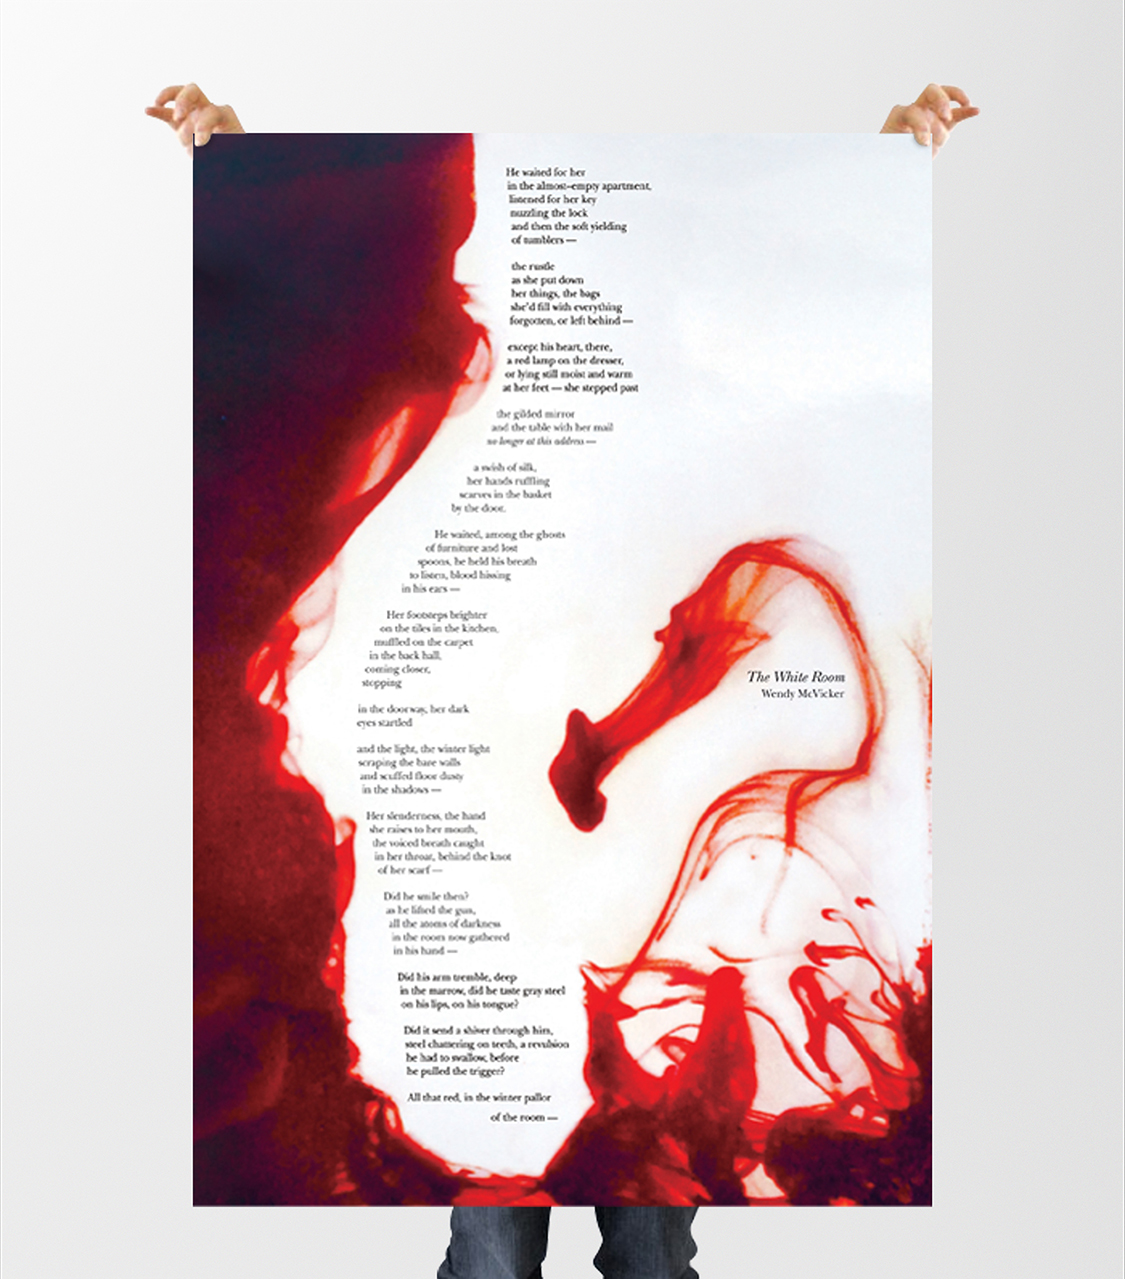 He waited for her
in the almost-empty apartment,
listened for her key
nuzzling the lock
and then the soft yielding
of tumblers —
the rustle
as she put down
her things, the bags
she'd fill with everything
forgotten, or left behind —
except his heart, there,
a red lamp on the dresser,
or lying still moist and warm
at her feet — she stepped past
the gilded mirror
and the table with her mail
no longer at this address —
a swish of silk,
her hands ruffling
scarves in the basket
by the door.
He waited, among the ghosts
of furniture and lost
spoons, he held his breath
to listen, blood hissing
in his ears —
Her footsteps brighter
on the tiles in the kitchen,
muffled on the carpet
in the back hall,
coming closer,
stopping
in the doorway, her dark
eyes startled
and the light, the winter light
scraping the bare walls
and scuffed floor dusty
in the shadows —
Her slenderness, the hand
she raises to her mouth,
the voiced breath caught
in her throat, behind the knot
of her scarf —
Did he smile then?
as he lifted the gun,
all the atoms of darkness
in the room now gathered
in his hand —
Did his arm tremble, deep
in the marrow, did he taste gray steel
on his lips, on his tongue?
Did it send a shiver through him,
steel chattering on teeth, a revulsion
he had to swallow, before
he pulled the trigger?
All that red, in the winter pallor
of the room —
The White Room
Wendy McVicker